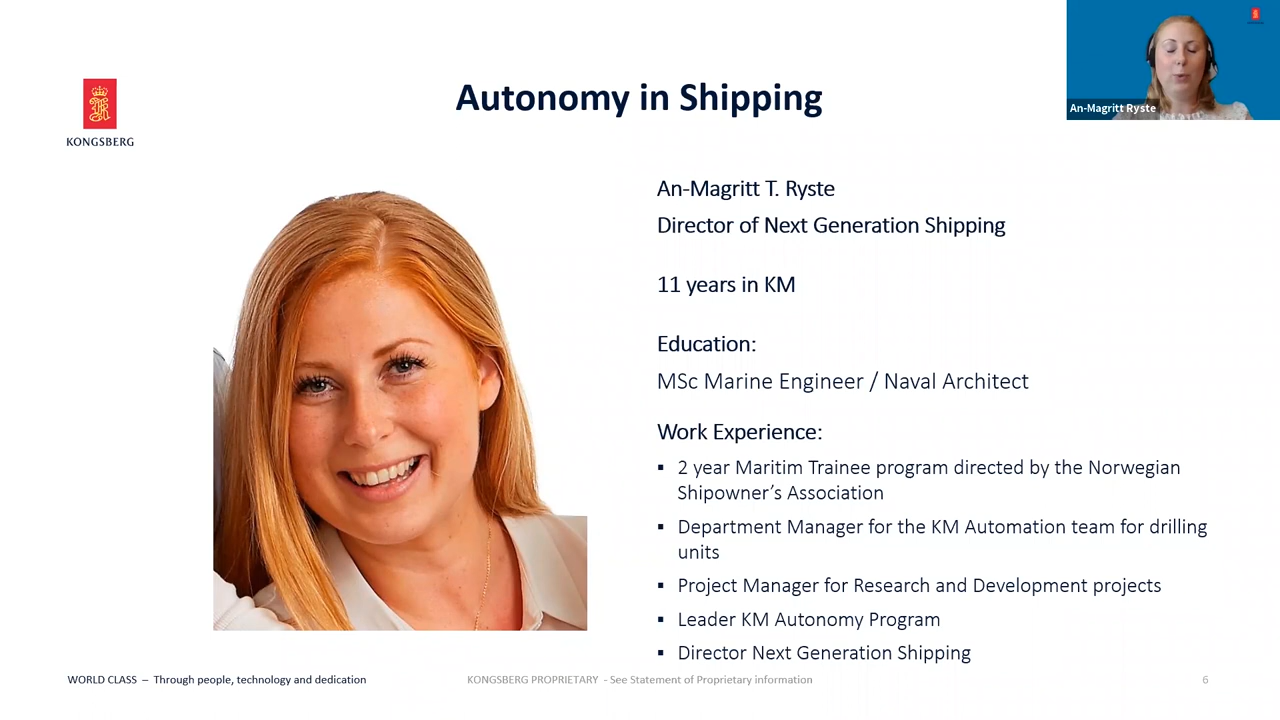 Autonomy in Shipping
An-Magritt Ryste
KONGSBERG
An-Magritt T. Ryste
Director of Next Generation Shipping
11 years in KM
Education:
MSc Marine Engineer / Naval Architect
Work Experience:
▪ 2 year Maritim Trainee program directed by the Norwegian
Shipowner’s Association
▪ Department Manager for the KM Automation team for drilling
units
▪ Project Manager for Research and Development projects
▪ Leader KM Autonomy Program
▪ Director Next Generation Shipping
WORLD CLASS – Through people, technology and dedication
KONGSBERG PROPRIETARY - See Statement of Proprietary information
6